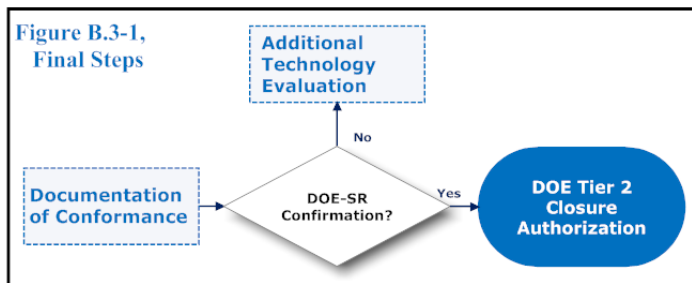 Figure B.3-1,
Final Steps
Additional
Technology
Evaluation
No
Documentation
of Conformance
DOE-SR
Confirmation?
Yes
DOE Tier 2
Closure
Authorization